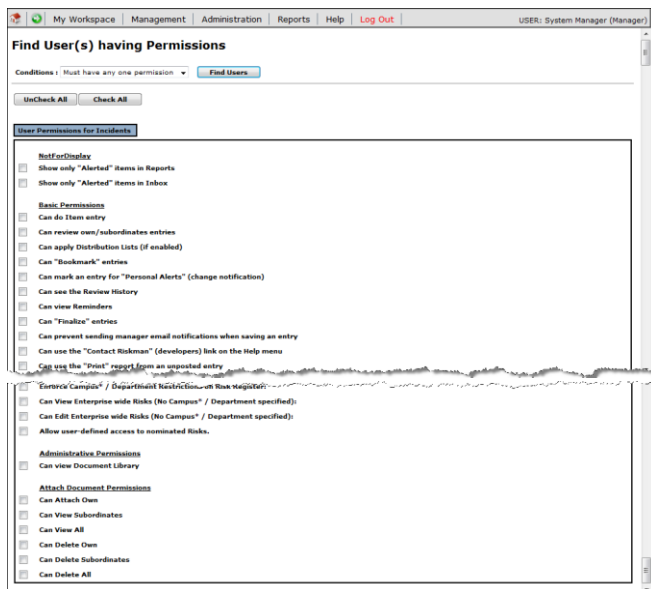 My Workspace Management Administration Reports Help Log Out USER: System Manager (Manager)
Find User(s) having Permissions
Conditions : Must have any one permission Find Users
UnCheck All Check All
User Permissions for Incidents
NotForDisplay
Show only "Alerted" items in Reports
Show only "Alerted" items in Inbox
Basic Permissions
Can do Item entry
Can review own/subordinates entries
Can apply Distribution Lists (if enabled)
Can "Bookmark" entries
Can mark an entry for "Personal Alerts" (change notification)
Can see the Review History
Can view Reminders
Can "Finalize" entries
Can prevent sending manager email notifications when saving an entry
Can use the "Contact Riskman" (developers) link on the Help menu
Can use the "Print" report from an unposted entry
Enforce Campus* / Department Restrictions on Risk Register:
Can View Enterprise wide Risks (No Campus* / Department specified):
Can Edit Enterprise wide Risks (No Campus* / Department specified):
Allow user-defined access to nominated Risks.
Administrative Permissions
Can view Document Library
Attach Document Permissions
Can Attach Own
Can View Subordinates
Can View All
Can Delete Own
Can Delete Subordinates
Can Delete All